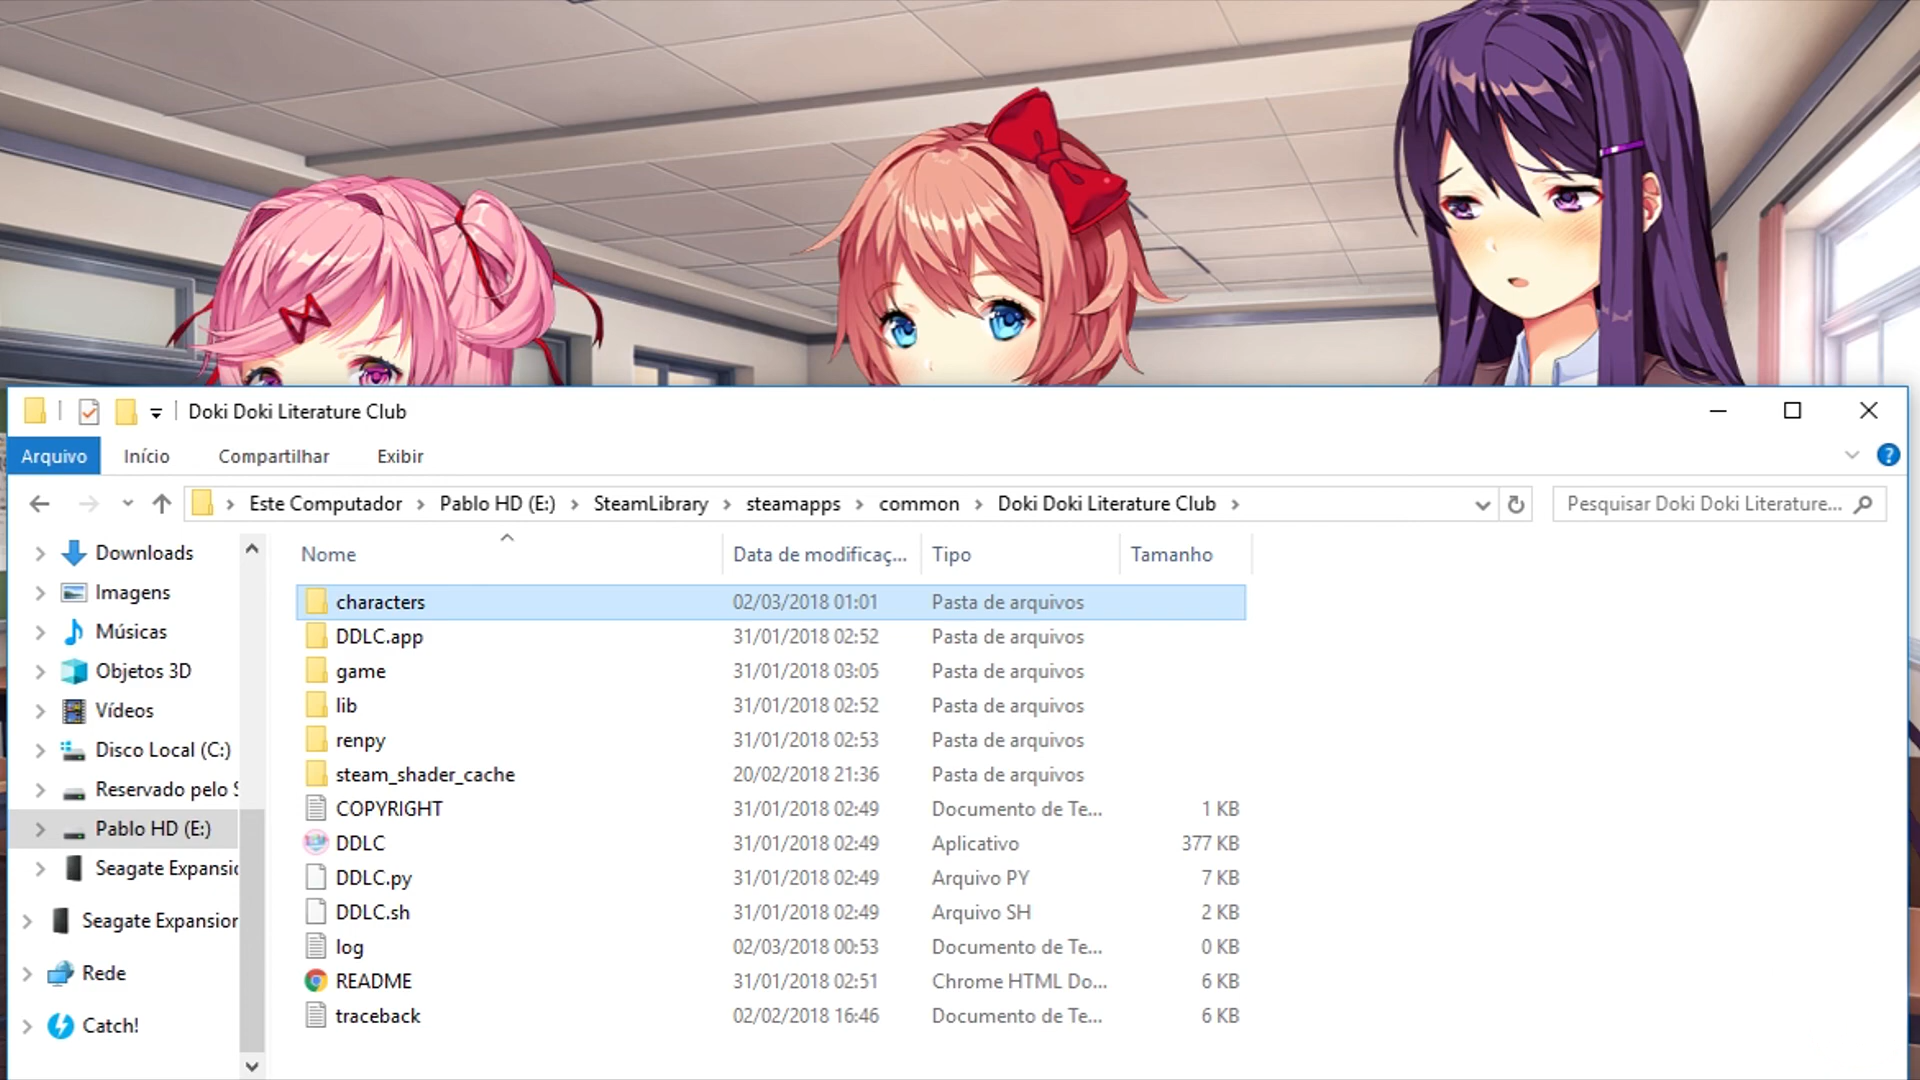 Doki Doki Literature Club
Arquivo Início Compartilhar Exibir
Este Computador Pablo HD (E:) SteamLibrary steamapps common Doki Doki Literature Club Pesquisar Doki Doki Literature...
Downloads
Imagens
Músicas
Objetos 3D
Vídeos
Disco Local (C:)
Reservado pelo S
Pablo HD (E:)
Seagate Expansic
Seagate Expansior
Rede
Catch!
Nome Data de modificaç... Tipo Tamanho
characters 02/03/2018 01:01 Pasta de arquivos
DDLC.app 31/01/2018 02:52 Pasta de arquivos
game 31/01/2018 03:05 Pasta de arquivos
lib 31/01/2018 02:52 Pasta de arquivos
renpy 31/01/2018 02:53 Pasta de arquivos
steam_shader_cache 20/02/2018 21:36 Pasta de arquivos
COPYRIGHT 31/01/2018 02:49 Documento de Te... 1 KB
DDLC 31/01/2018 02:49 Aplicativo 377 KB
DDLC.py 31/01/2018 02:49 Arquivo PY 7 KB
DDLC.sh 31/01/2018 02:49 Arquivo SH 2 KB
log 02/03/2018 00:53 Documento de Te... 0 KB
README 31/01/2018 02:51 Chrome HTML Do... 6 KB
traceback 02/02/2018 16:46 Documento de Te... 6 KB